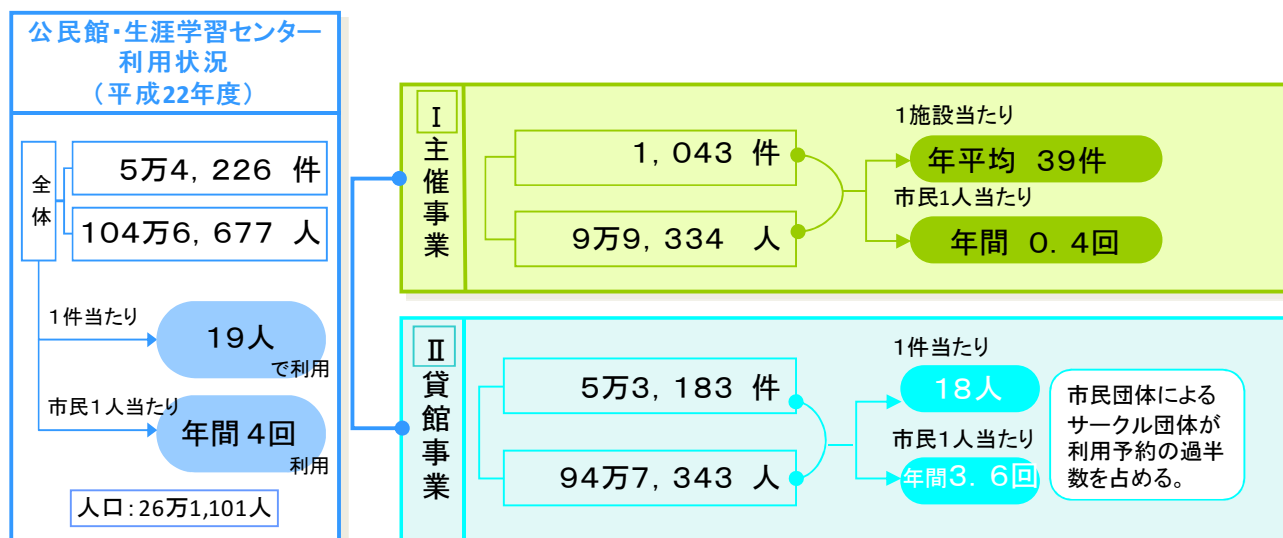 公民館・生涯学習センター
利用状況
（平成22年度）
全体
5万4，226 件
104万6，677 人
1件当たり
19人
で利用
市民1人当たり
年間4回
利用
人口：26万1,101人
Ⅰ
主催事業
1，043 件
9万9，334 人
1施設当たり
年平均 39件
市民1人当たり
年間 0．4回
Ⅱ
貸館事業
5万3，183 件
94万7，343 人
1件当たり
18人
市民1人当たり
年間3．6回
市民団体による
サークル団体が
利用予約の過半
数を占める。